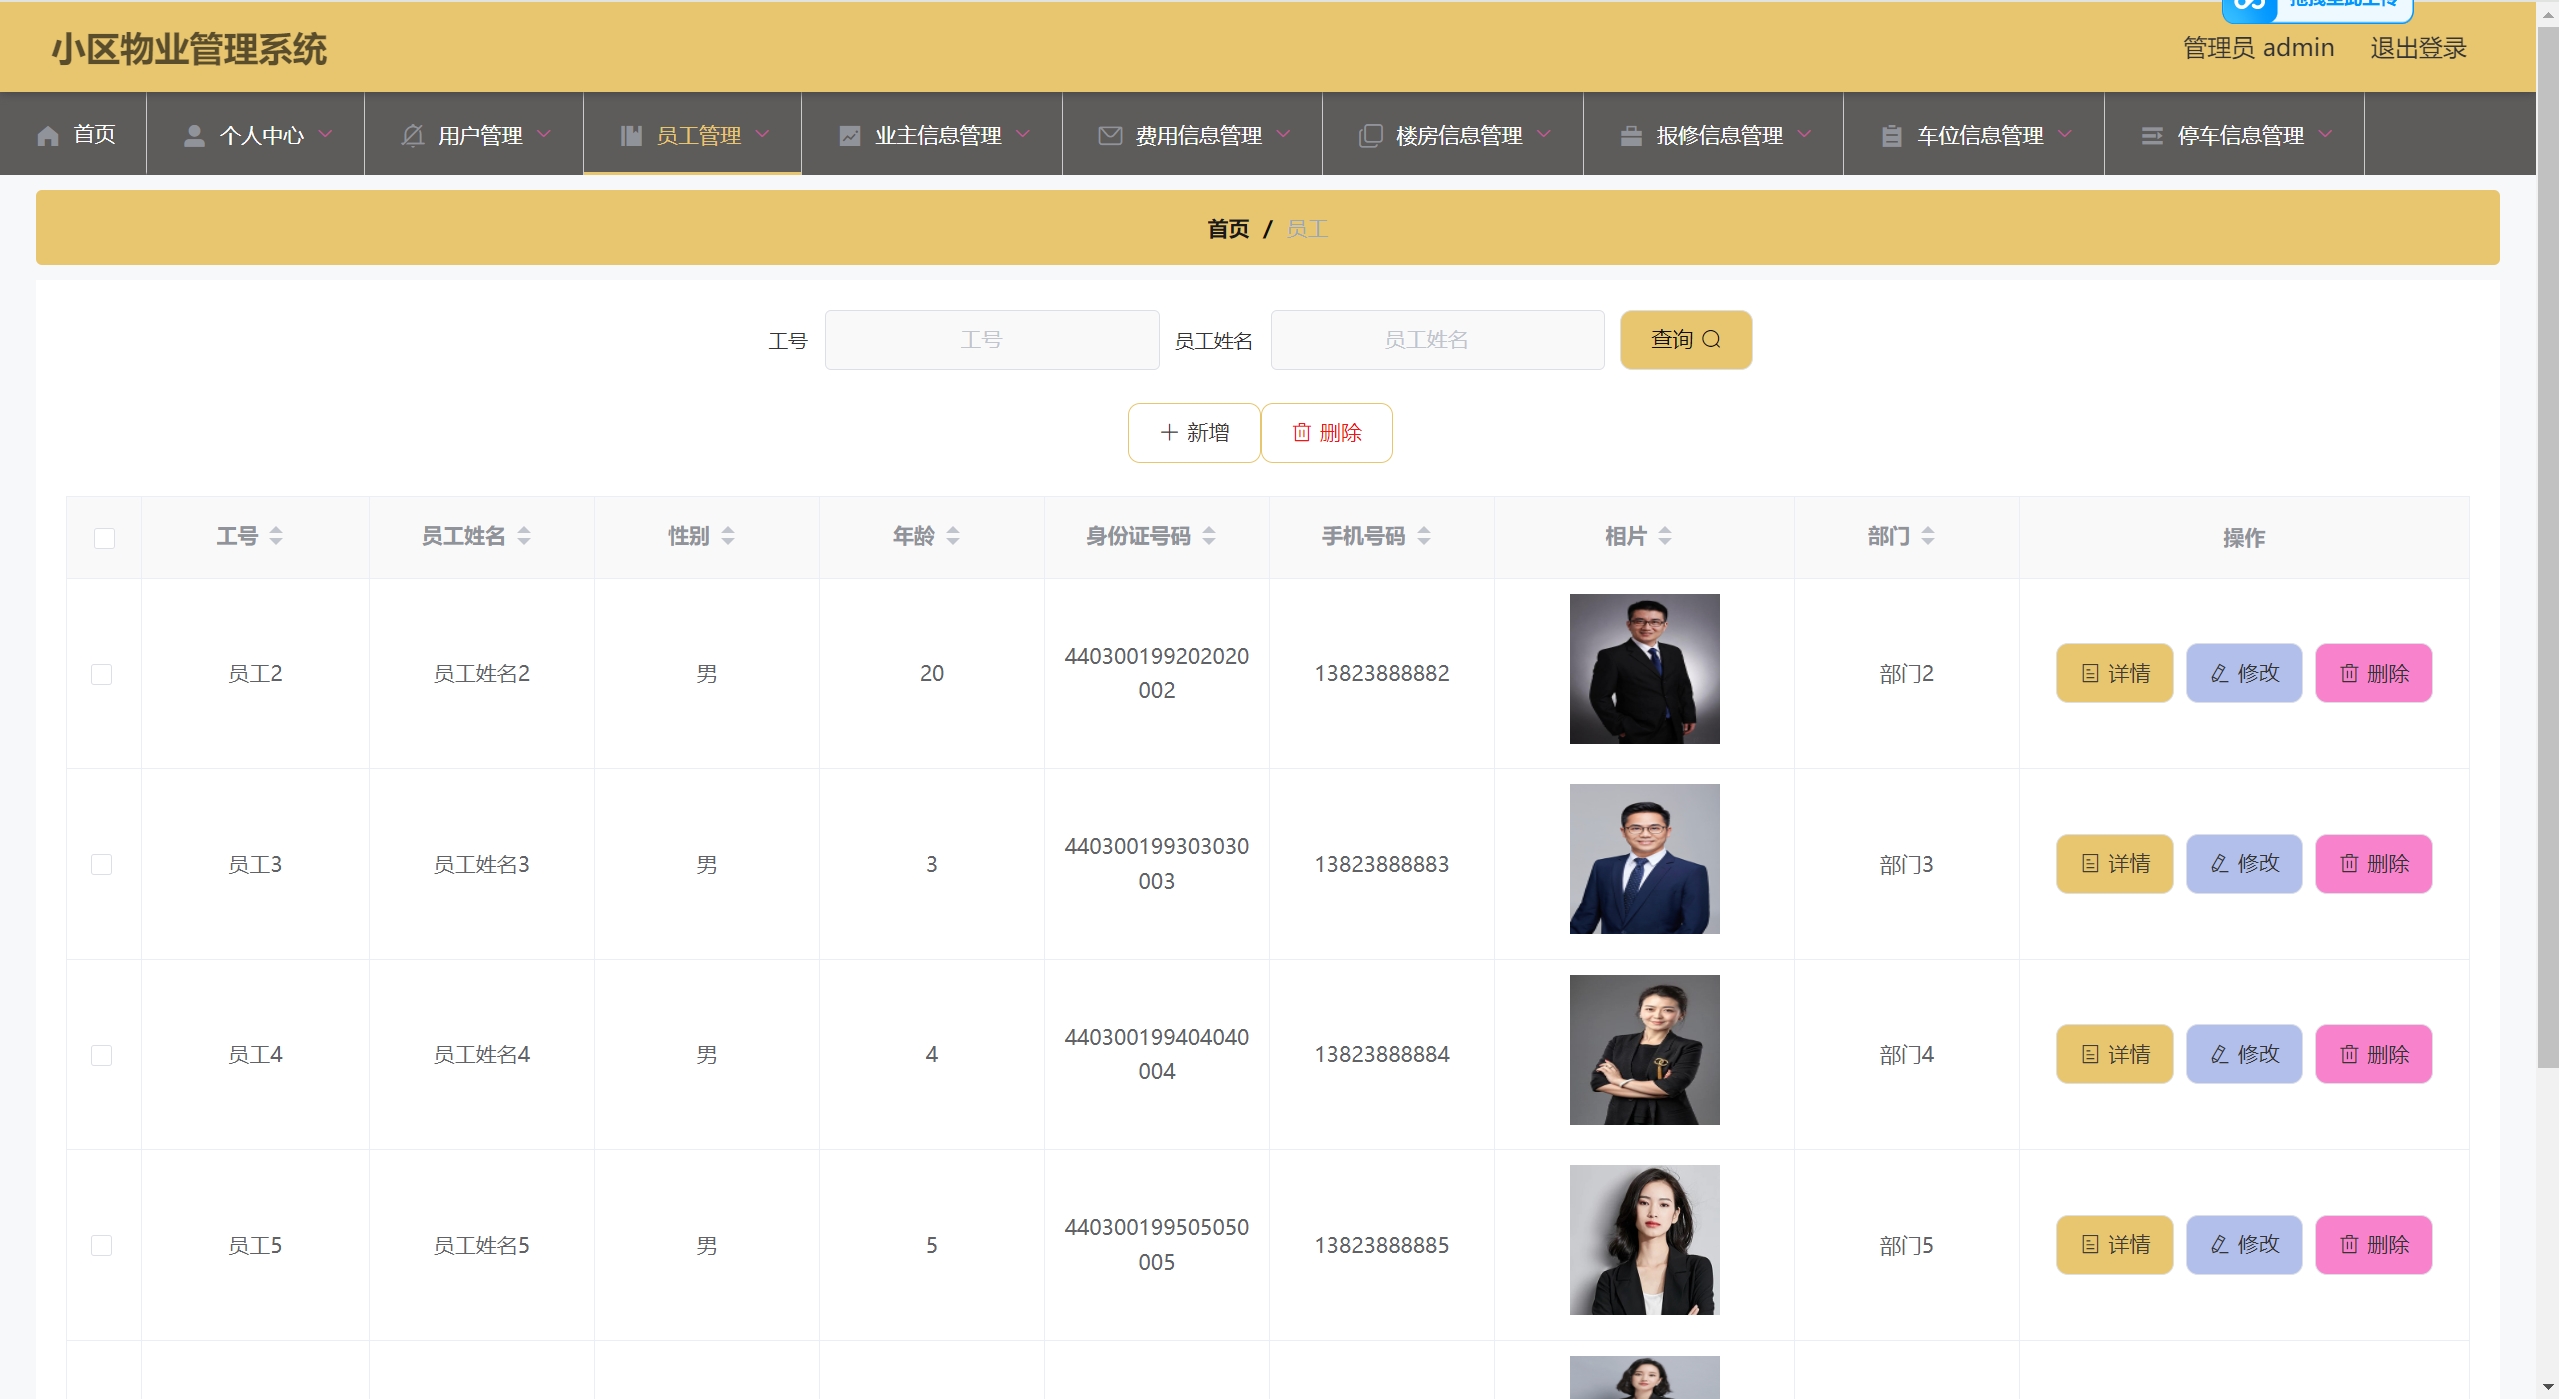 小区物业管理系统
管理员 admin 退出登录
首页 个人中心 用户管理 员工管理 业主信息管理 费用信息管理 楼房信息管理 报修信息管理 车位信息管理 停车信息管理
首页 / 员工
工号 工号 员工姓名 员工姓名 查询
新增 删除
工号 员工姓名 性别 年龄 身份证号码 手机号码 相片 部门 操作
员工2 员工姓名2 男 20 440300199202020002 13823888882 部门2 详情 修改 删除
员工3 员工姓名3 男 3 440300199303030003 13823888883 部门3 详情 修改 删除
员工4 员工姓名4 男 4 440300199404040004 13823888884 部门4 详情 修改 删除
员工5 员工姓名5 男 5 440300199505050005 13823888885 部门5 详情 修改 删除